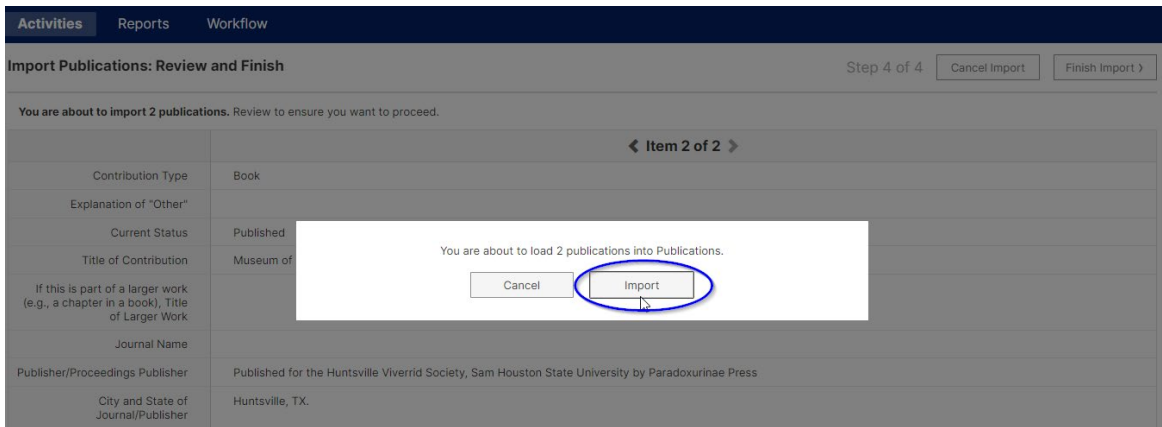 Activities Reports Workflow
Import Publications: Review and Finish Step 4 of 4 Cancel Import Finish Import ›
You are about to import 2 publications. Review to ensure you want to proceed.
Item 2 of 2
Contribution Type Book
Explanation of "Other"
Current Status Published
You are about to load 2 publications into Publications.
Title of Contribution Museum of
Cancel Import
If this is part of a larger work
(e.g., a chapter in a book), Title
of Larger Work
Journal Name
Publisher/Proceedings Publisher Published for the Huntsville Viverrid Society, Sam Houston State University by Paradoxurinae Press
City and State of
Journal/Publisher
Huntsville, TX.